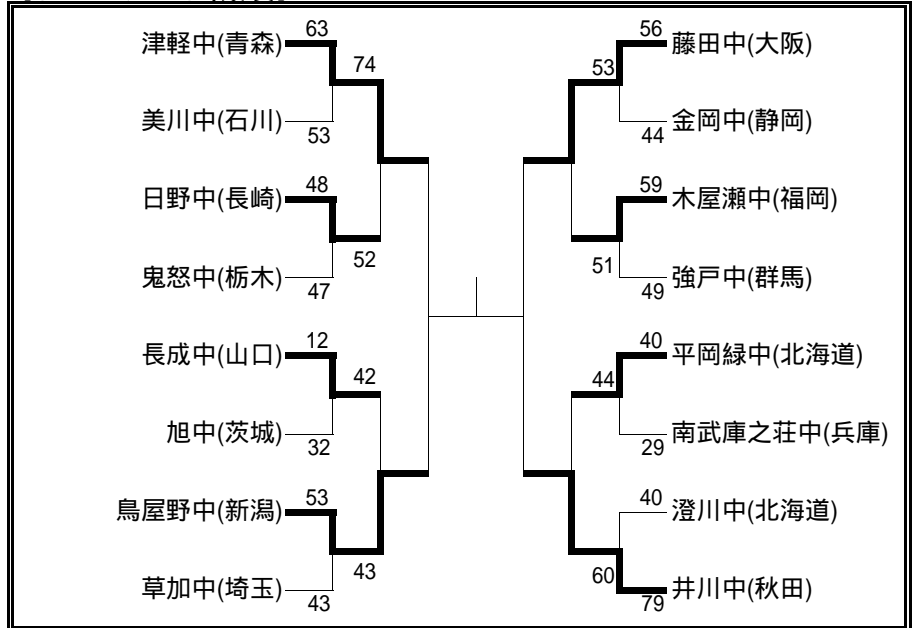 津軽中(青森)
63
74
美川中(石川)
53
日野中(長崎)
48
52
鬼怒中(栃木)
47
長成中(山口)
12
42
旭中(茨城)
32
鳥屋野中(新潟)
53
43
草加中(埼玉)
43
56
藤田中(大阪)
53
金岡中(静岡)
44
59
木屋瀬中(福岡)
51
強戸中(群馬)
49
40
平岡緑中(北海道)
44
南武庫之荘中(兵庫)
29
40
澄川中(北海道)
60
井川中(秋田)
79